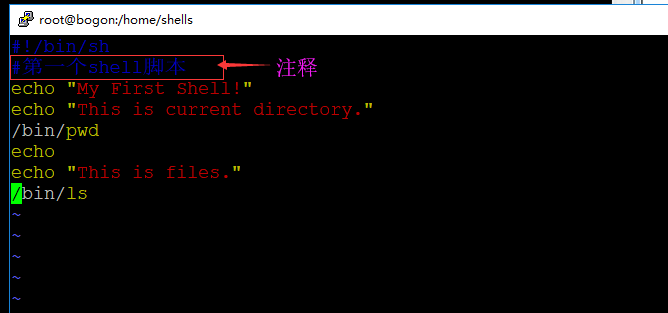 root@bogon:/home/shells
#!/bin/sh
#第一个shell脚本 注释
echo "My First Shell!"
echo "This is current directory."
/bin/pwd
echo
echo "This is files."
/bin/ls
~
~
~
~
~